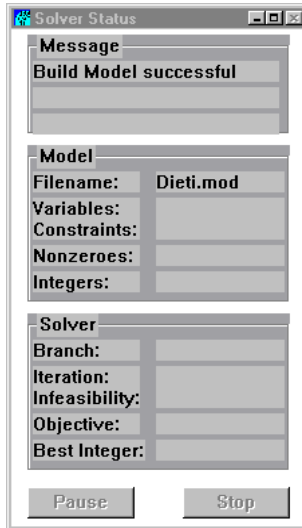 Solver Status
Message
Build Model successful
Model
Filename: Dieti.mod
Variables:
Constraints:
Nonzeroes:
Integers:
Solver
Branch:
Iteration:
Infeasibility:
Objective:
Best Integer:
Pause Stop